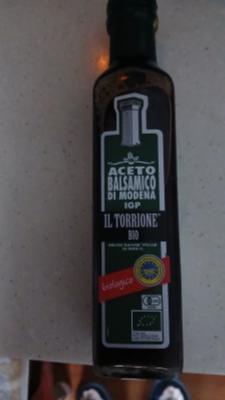 ACETO
BALSAMICO
DI MODENA
IGP
IL TORRIONE
BIO
biologico